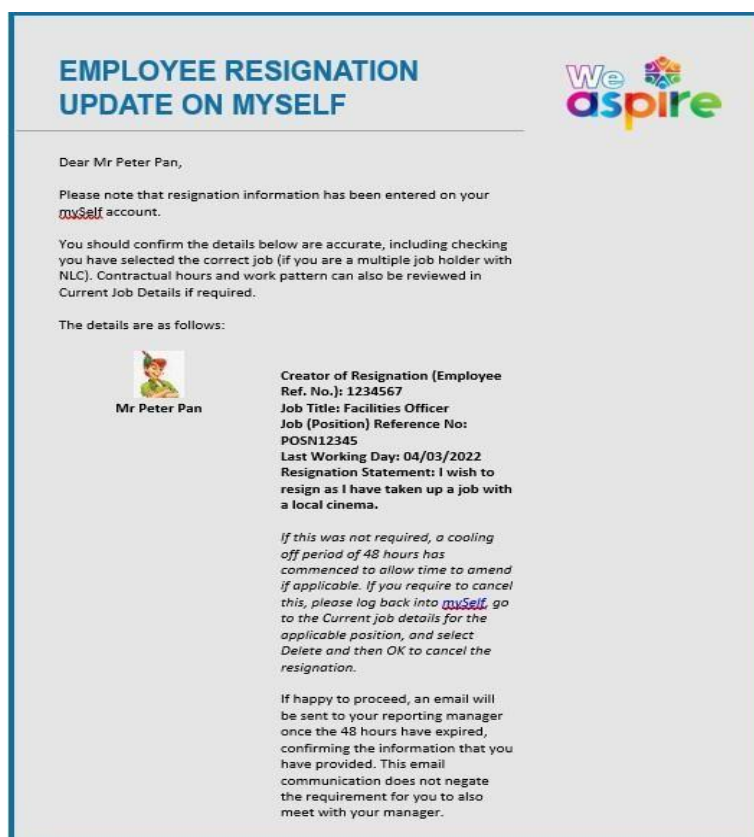 EMPLOYEE RESIGNATION
UPDATE ON MYSELF
We
aspire
Dear Mr Peter Pan,
Please note that resignation information has been entered on your
mySelf account.
You should confirm the details below are accurate, including checking
you have selected the correct job (if you are a multiple job holder with
NLC). Contractual hours and work pattern can also be reviewed in
Current Job Details if required.
The details are as follows:
Mr Peter Pan
Creator of Resignation (Employee
Ref. No.): 1234567
Job Title: Facilities Officer
Job (Position) Reference No:
POSN12345
Last Working Day: 04/03/2022
Resignation Statement: I wish to
resign as I have taken up a job with
a local cinema.
If this was not required, a cooling
off period of 48 hours has
commenced to allow time to amend
if applicable. If you require to cancel
this, please log back into mySelf, go
to the Current job details for the
applicable position, and select
Delete and then OK to cancel the
resignation.
If happy to proceed, an email will
be sent to your reporting manager
once the 48 hours have expired,
confirming the information that you
have provided. This email
communication does not negate
the requirement for you to also
meet with your manager.